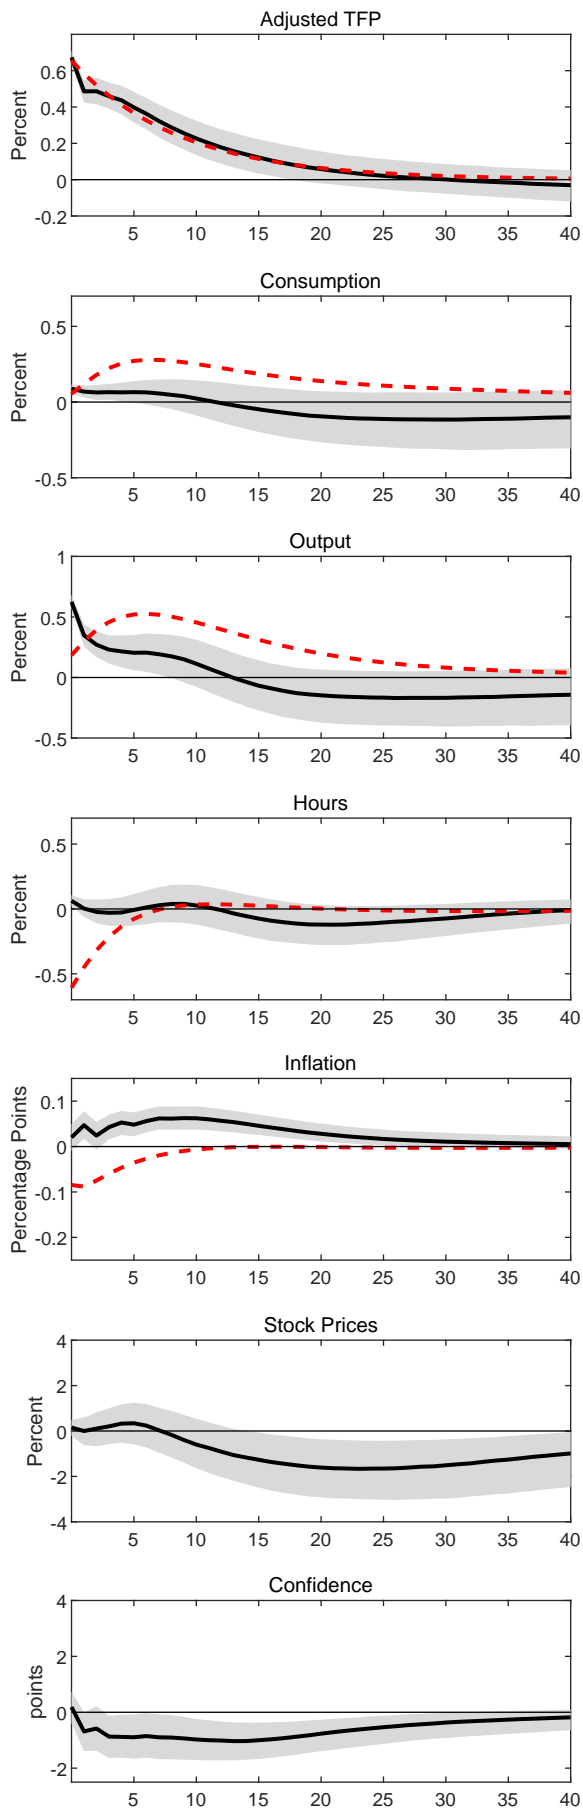 Adjusted TFP
Percent
0.6
0.4
0.2
0
-0.2
5 10 15 20 25 30 35 40
Consumption
Percent
0.5
0
-0.5
5 10 15 20 25 30 35 40
Output
Percent
1
0.5
0
-0.5
5 10 15 20 25 30 35 40
Hours
Percent
0.5
0
-0.5
5 10 15 20 25 30 35 40
Inflation
Percentage Points
0.1
0
-0.1
-0.2
5 10 15 20 25 30 35 40
Stock Prices
Percent
4
2
0
-2
-4
5 10 15 20 25 30 35 40
Confidence
points
4
2
0
-2
5 10 15 20 25 30 35 40